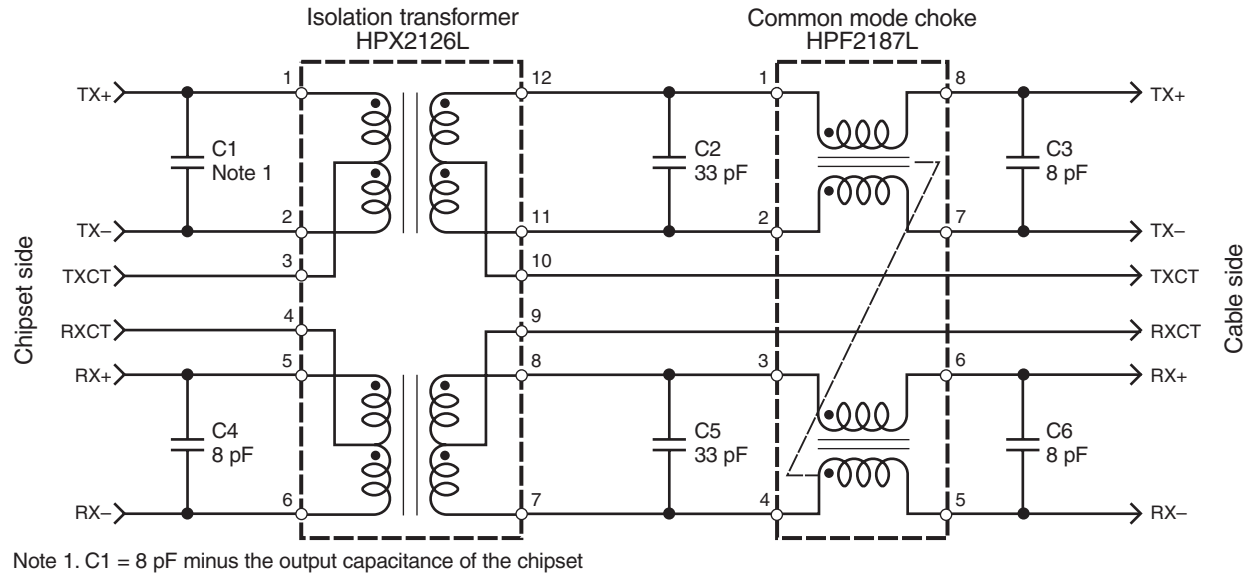 Isolation transformer
HPX2126L
Common mode choke
HPF2187L
1
12
1
8
TX+
TX+
C1
Note 1
C2
33 pF
C3
8 pF
2
11
2
7
TX–
TX–
3
10
TXCT
TXCT
4
9
RXCT
RXCT
Chipset side
Cable side
5
8
3
6
RX+
RX+
C4
8 pF
C5
33 pF
C6
8 pF
6
7
4
5
RX–
RX–
Note 1. C1 = 8 pF minus the output capacitance of the chipset